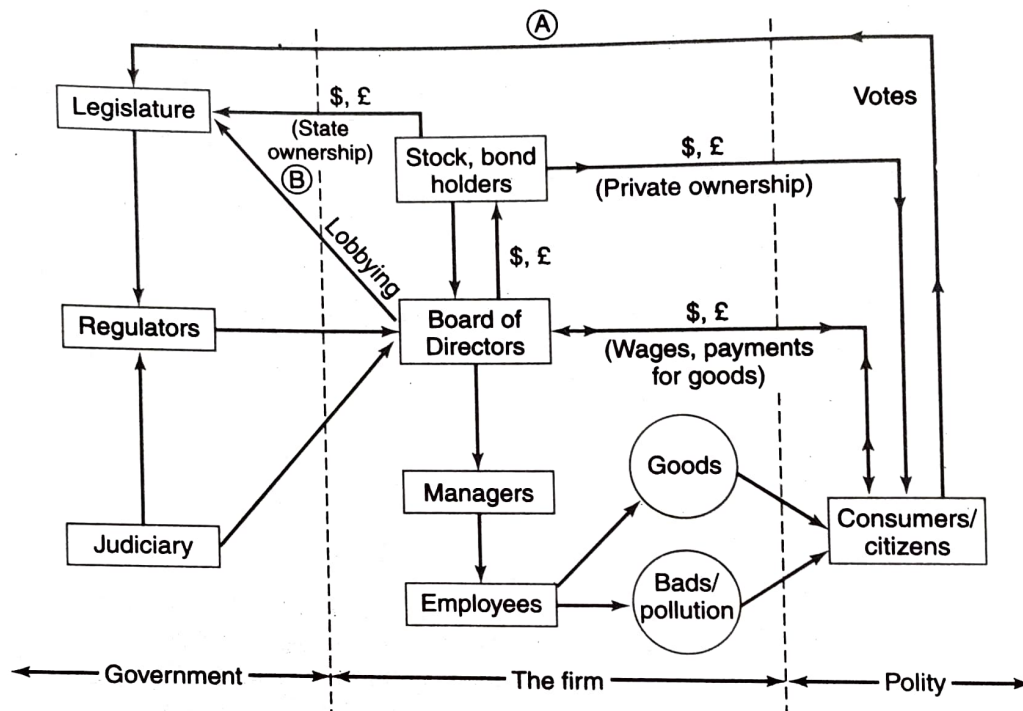 A
Votes
Legislature
$, £
(State
ownership)
B
Lobbying
Stock, bond
holders
$, £
(Private ownership)
$, £
Regulators
Board of
Directors
$, £
(Wages, payments
for goods)
Managers
Goods
Judiciary
Employees
Bads/
pollution
Consumers/
citizens
Government
The firm
Polity